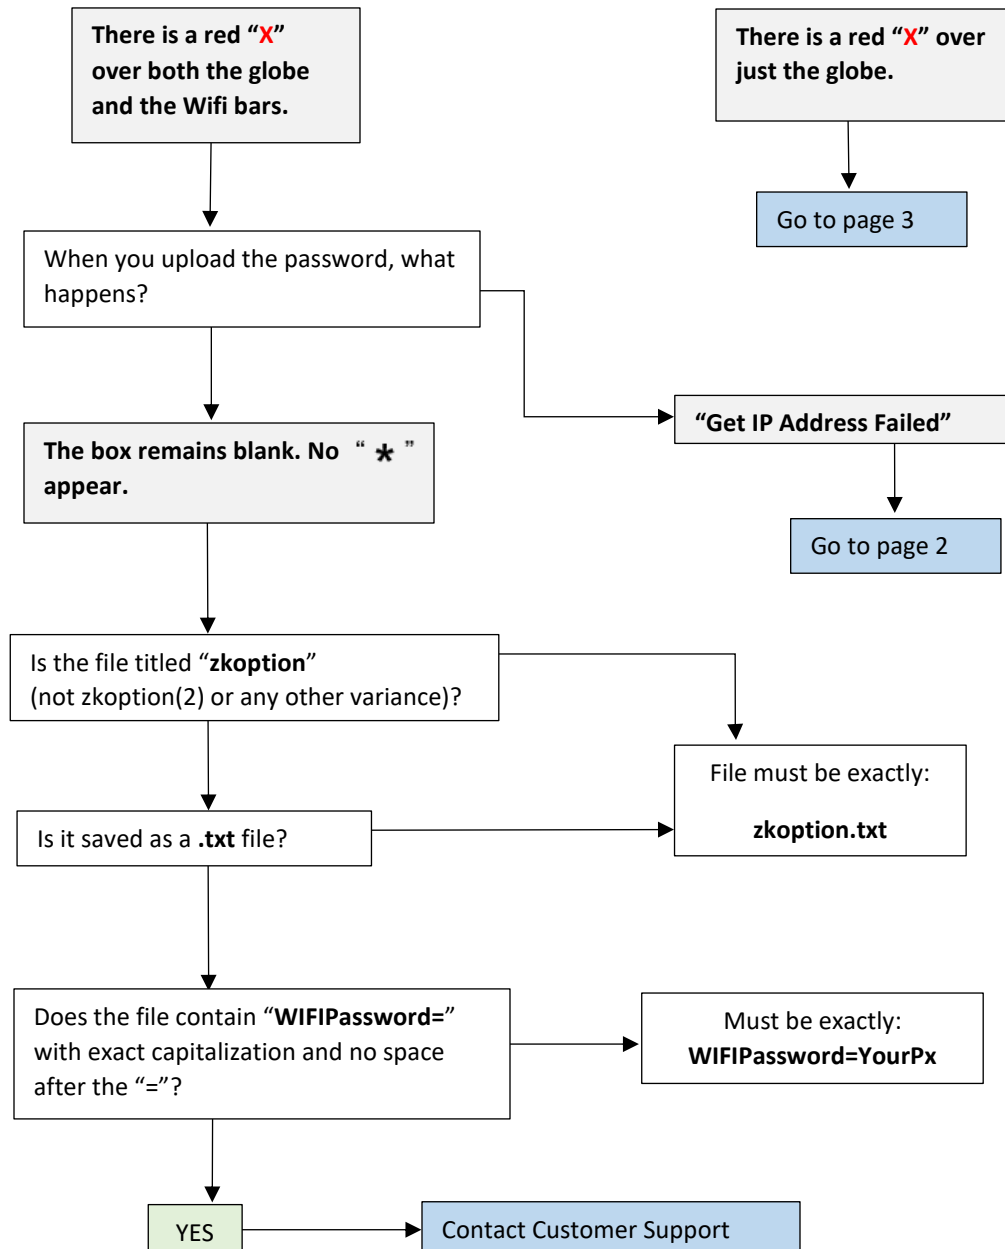 There is a red “X”
over both the globe
and the Wifi bars.
There is a red “X” over
just the globe.
Go to page 3
When you upload the password, what
happens?
“Get IP Address Failed”
The box remains blank. No “*”
appear.
Go to page 2
Is the file titled “zkoption”
(not zkoption(2) or any other variance)?
File must be exactly:
zkoption.txt
Is it saved as a .txt file?
Does the file contain “WIFIPassword=”
with exact capitalization and no space
after the “=”?
Must be exactly:
WIFIPassword=YourPx
YES
Contact Customer Support